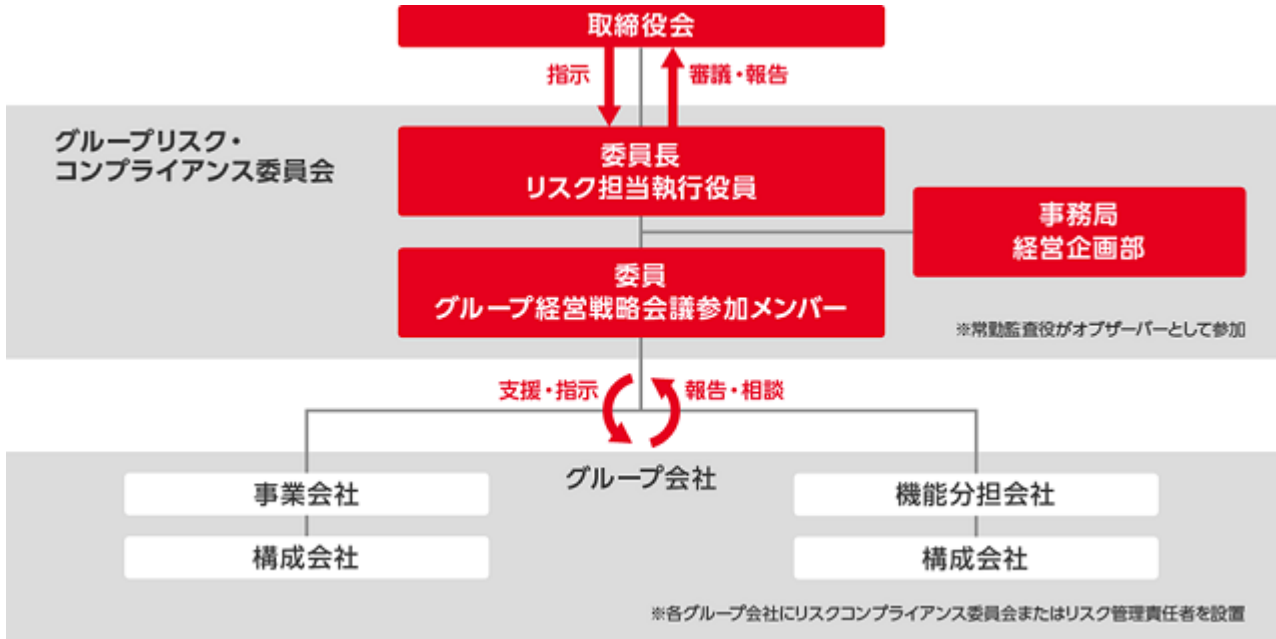 取締役会
指示
審議・報告
グループリスク・
コンプライアンス委員会
委員長
リスク担当執行役員
事務局
経営企画部
委員
グループ経営戦略会議参加メンバー
※常勤監査役がオブザーバーとして参加
支援・指示
報告・相談
グループ会社
事業会社
機能分担会社
構成会社
構成会社
※各グループ会社にリスクコンプライアンス委員会またはリスク管理責任者を設置